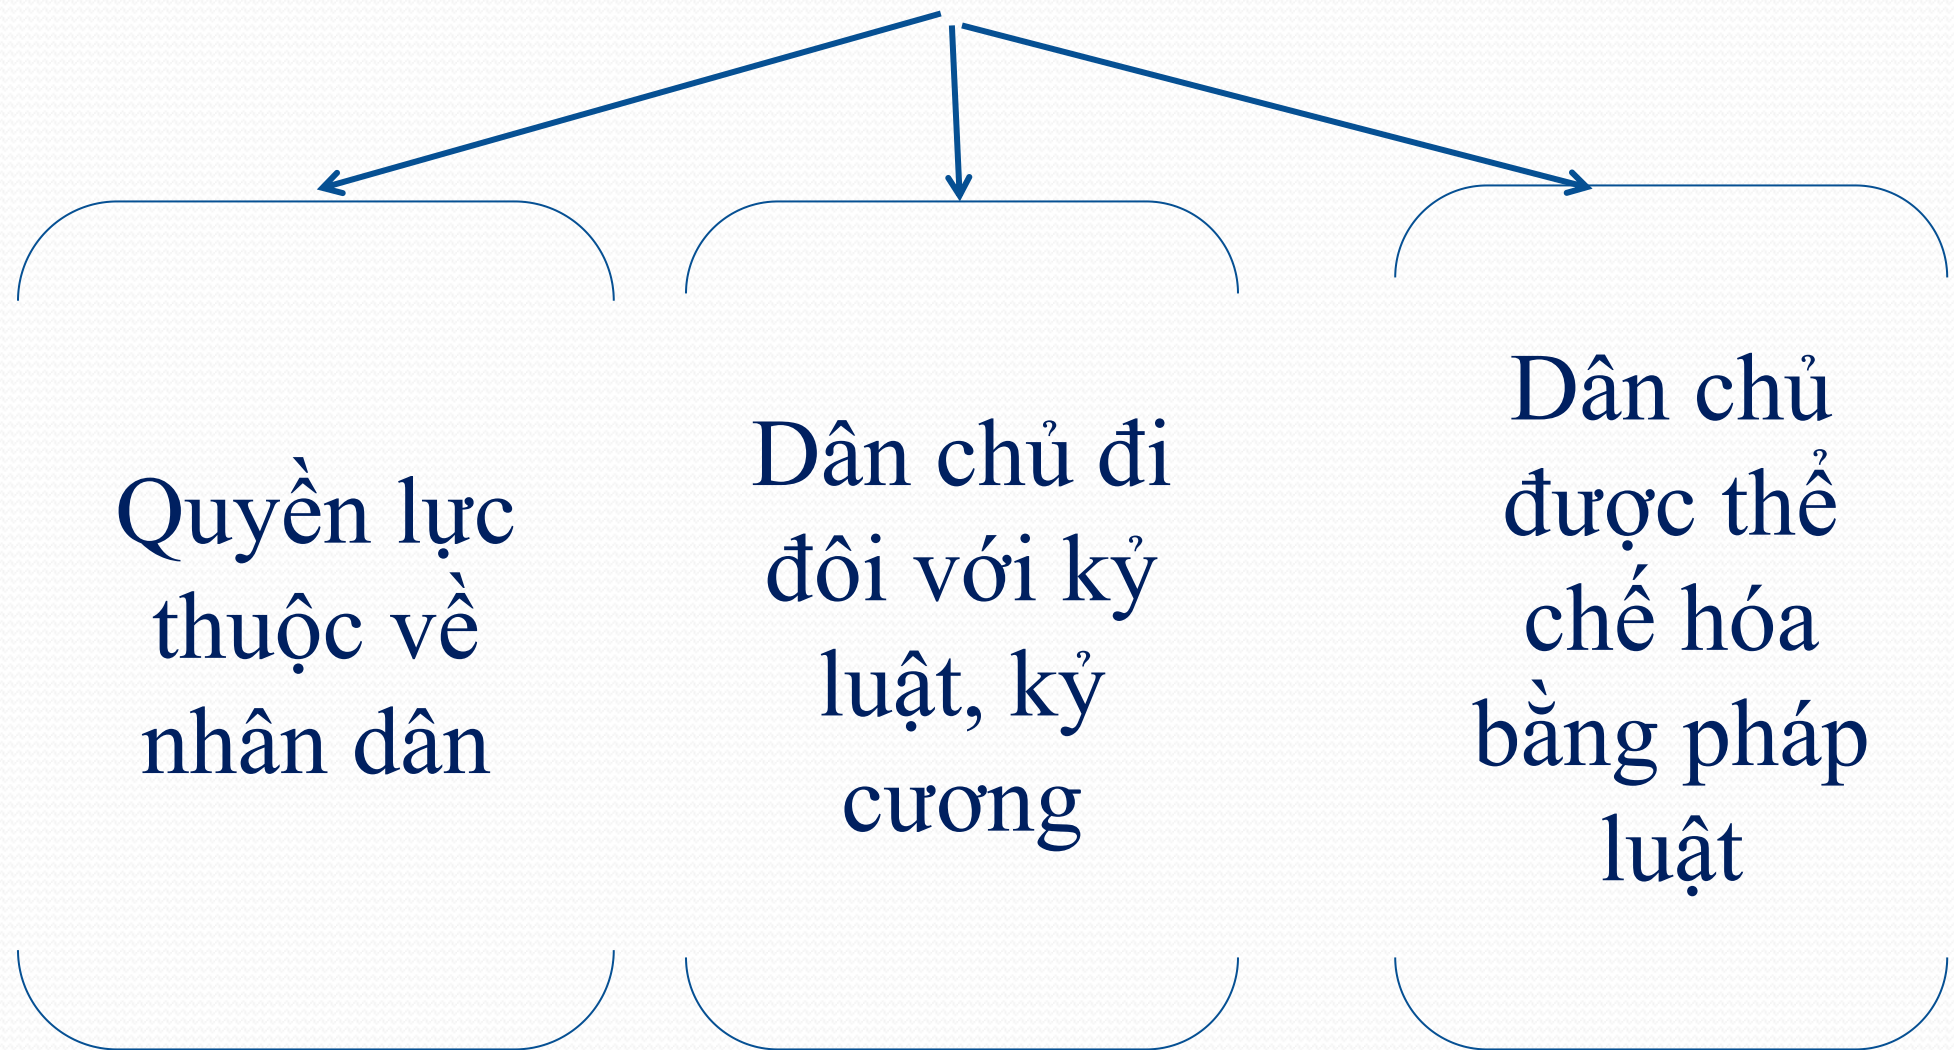 Quyền lực
thuộc về
nhân dân
Dân chủ đi
đôi với kỷ
luật, kỷ
cương
Dân chủ
được thể
chế hóa
bằng pháp
luật